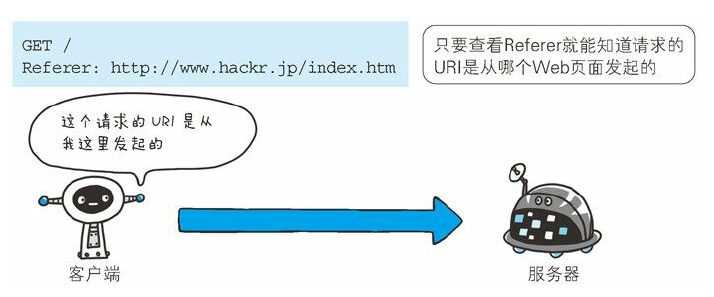 GET /
Referer: http://www.hackr.jp/index.htm
只要查看Referer就能知道请求的
URI是从哪个Web页面发起的
这个请求的 URI 是从
我这里发起的
客户端
服务器